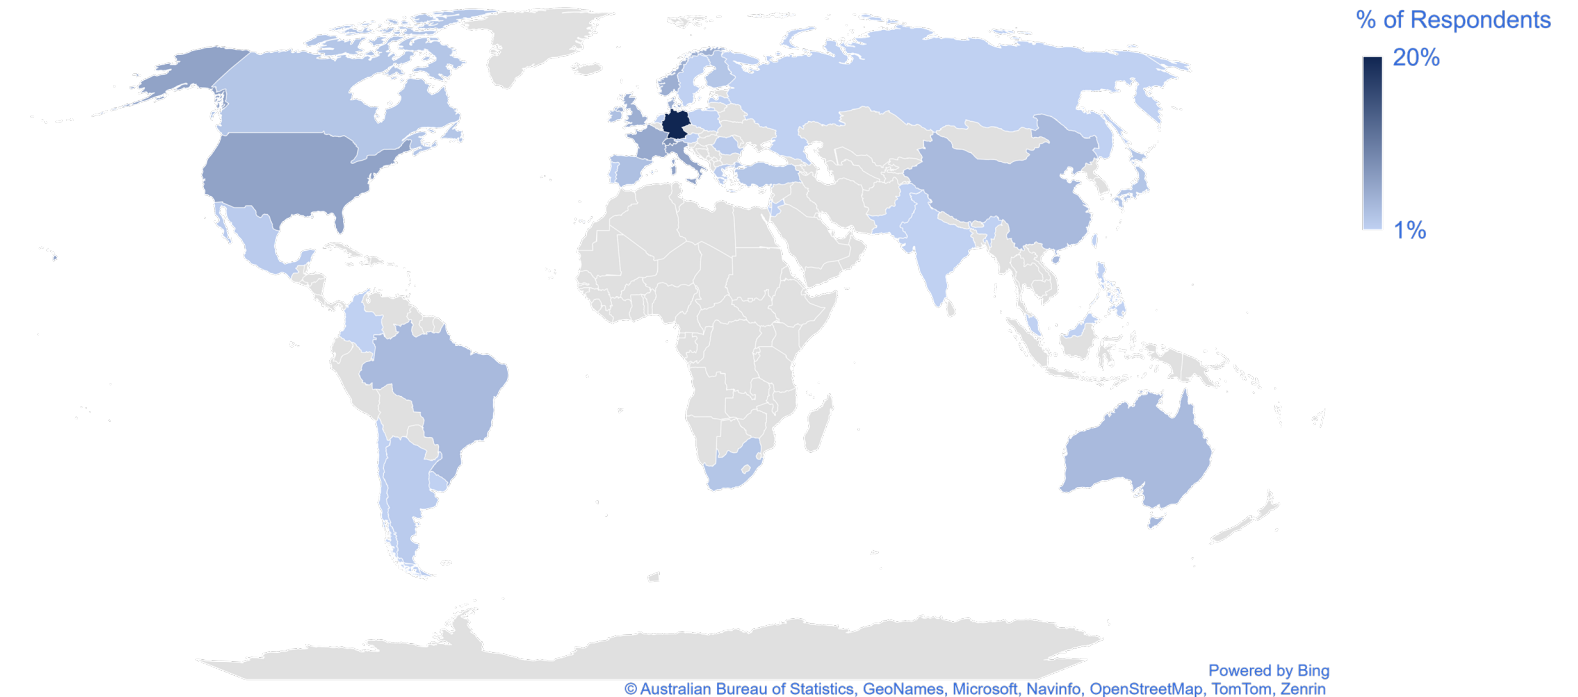 % of Respondents
20%
1%
Powered by Bing
© Australian Bureau of Statistics, GeoNames, Microsoft, Navinfo, OpenStreetMap, TomTom, Zenrin